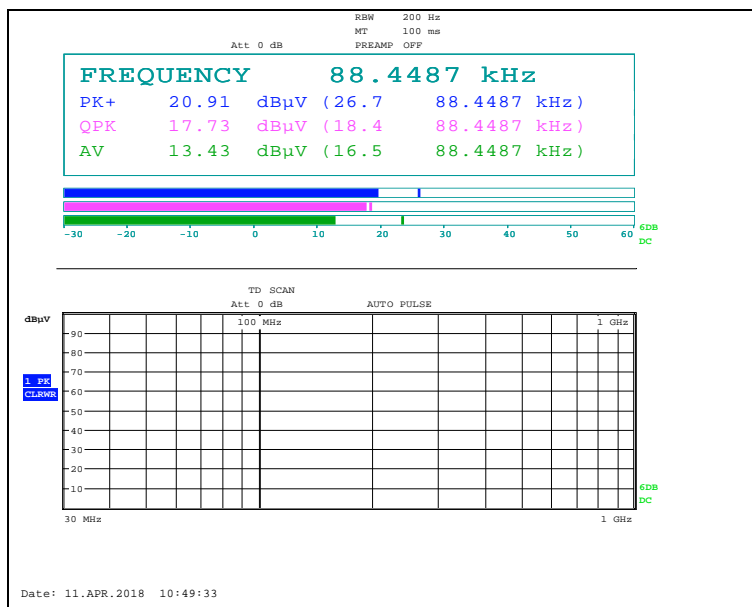 RBW 200 Hz
MT 100 ms
Att 0 dB PREAMP OFF
FREQUENCY 88.4487 kHz
PK+ 20.91 dBµV (26.7 88.4487 kHz)
QPK 17.73 dBµV (18.4 88.4487 kHz)
AV 13.43 dBµV (16.5 88.4487 kHz)
-30 -20 -10 0 10 20 30 40 50 60
6DB
DC
TD SCAN
Att 0 dB AUTO PULSE
dBµV
100 MHz 1 GHz
90
80
70
1 PK
CLRWR
60
50
40
30
20
10
6DB
DC
30 MHz 1 GHz
Date: 11.APR.2018 10:49:33